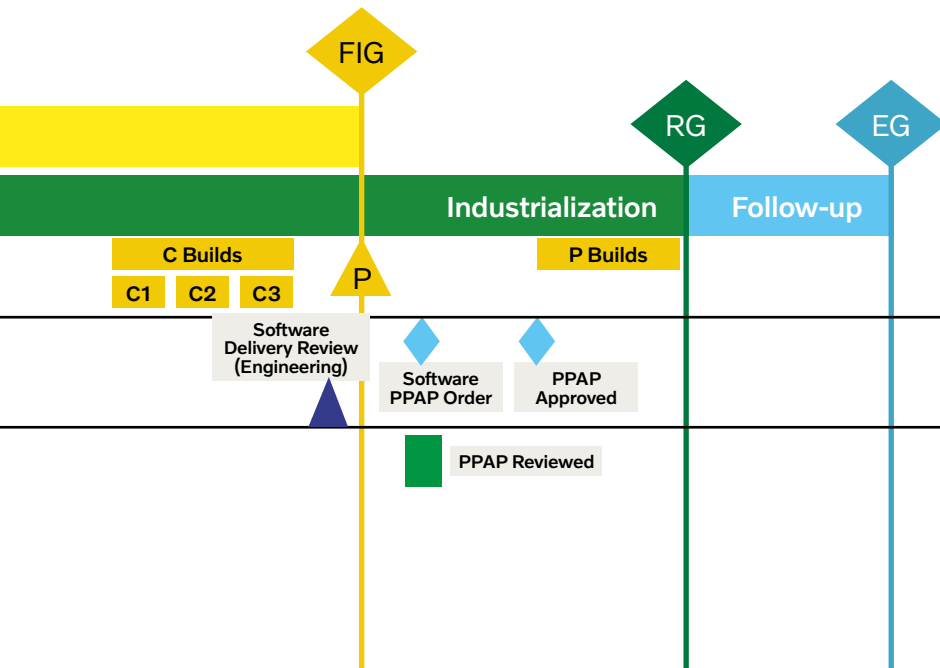 FIG
RG
EG
Industrialization
Follow-up
C Builds
P Builds
C1
C2
C3
P
Software
Delivery Review
(Engineering)
Software
PPAP Order
PPAP
Approved
PPAP Reviewed